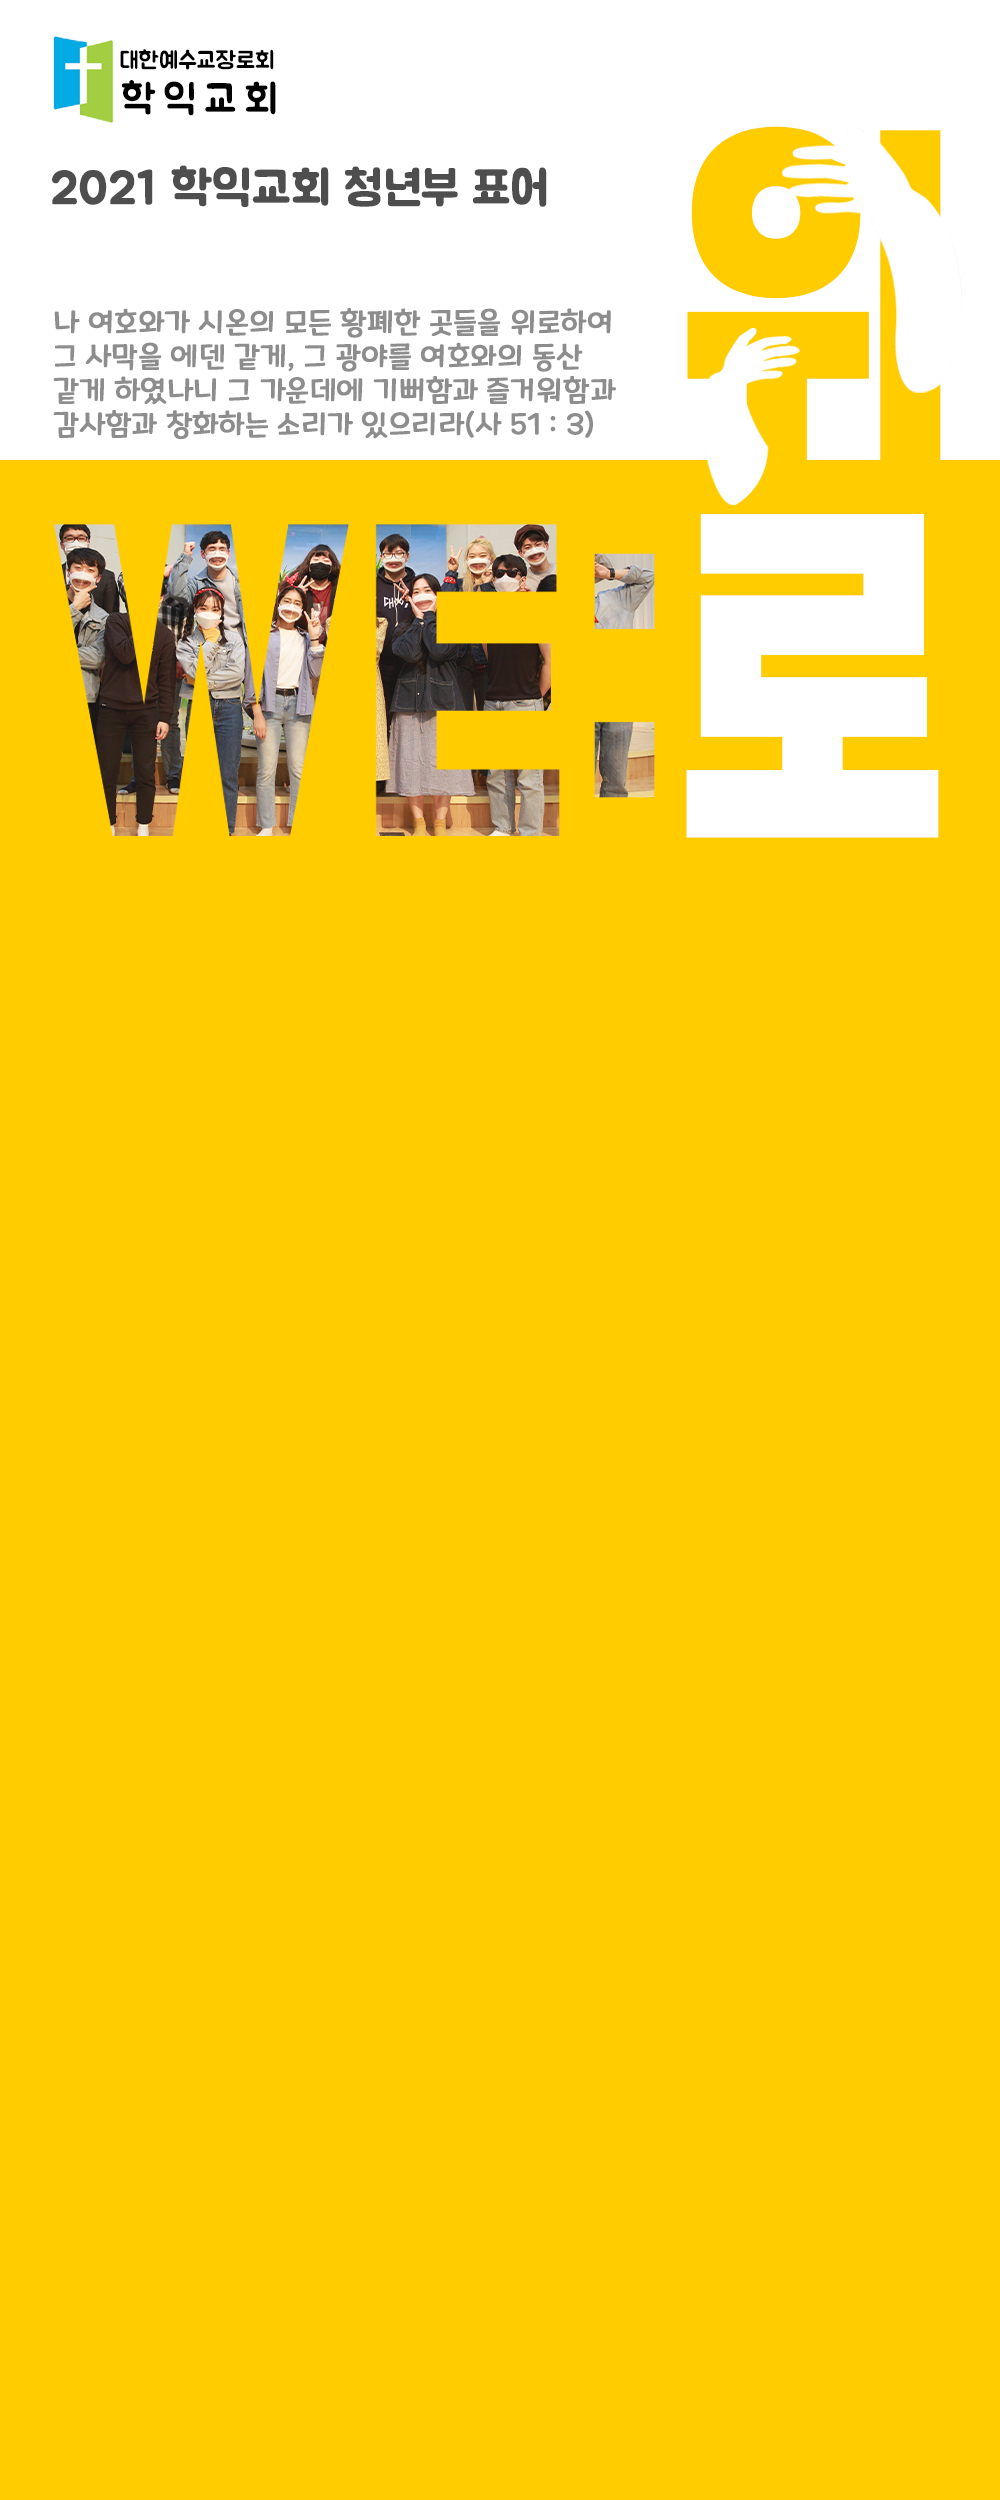 대한예수교장로회
학익교회
2021 학익교회 청년부 표어
나 여호와가 시온의 모든 황폐한 곳들을 위로하여
그 사막을 에덴 같게, 그 광야를 여호와의 동산
같게 하였나니 그 가운데에 기뻐함과 즐거워함과
감사함과 창화하는 소리가 있으리라(사 51 : 3)
위
WE:로